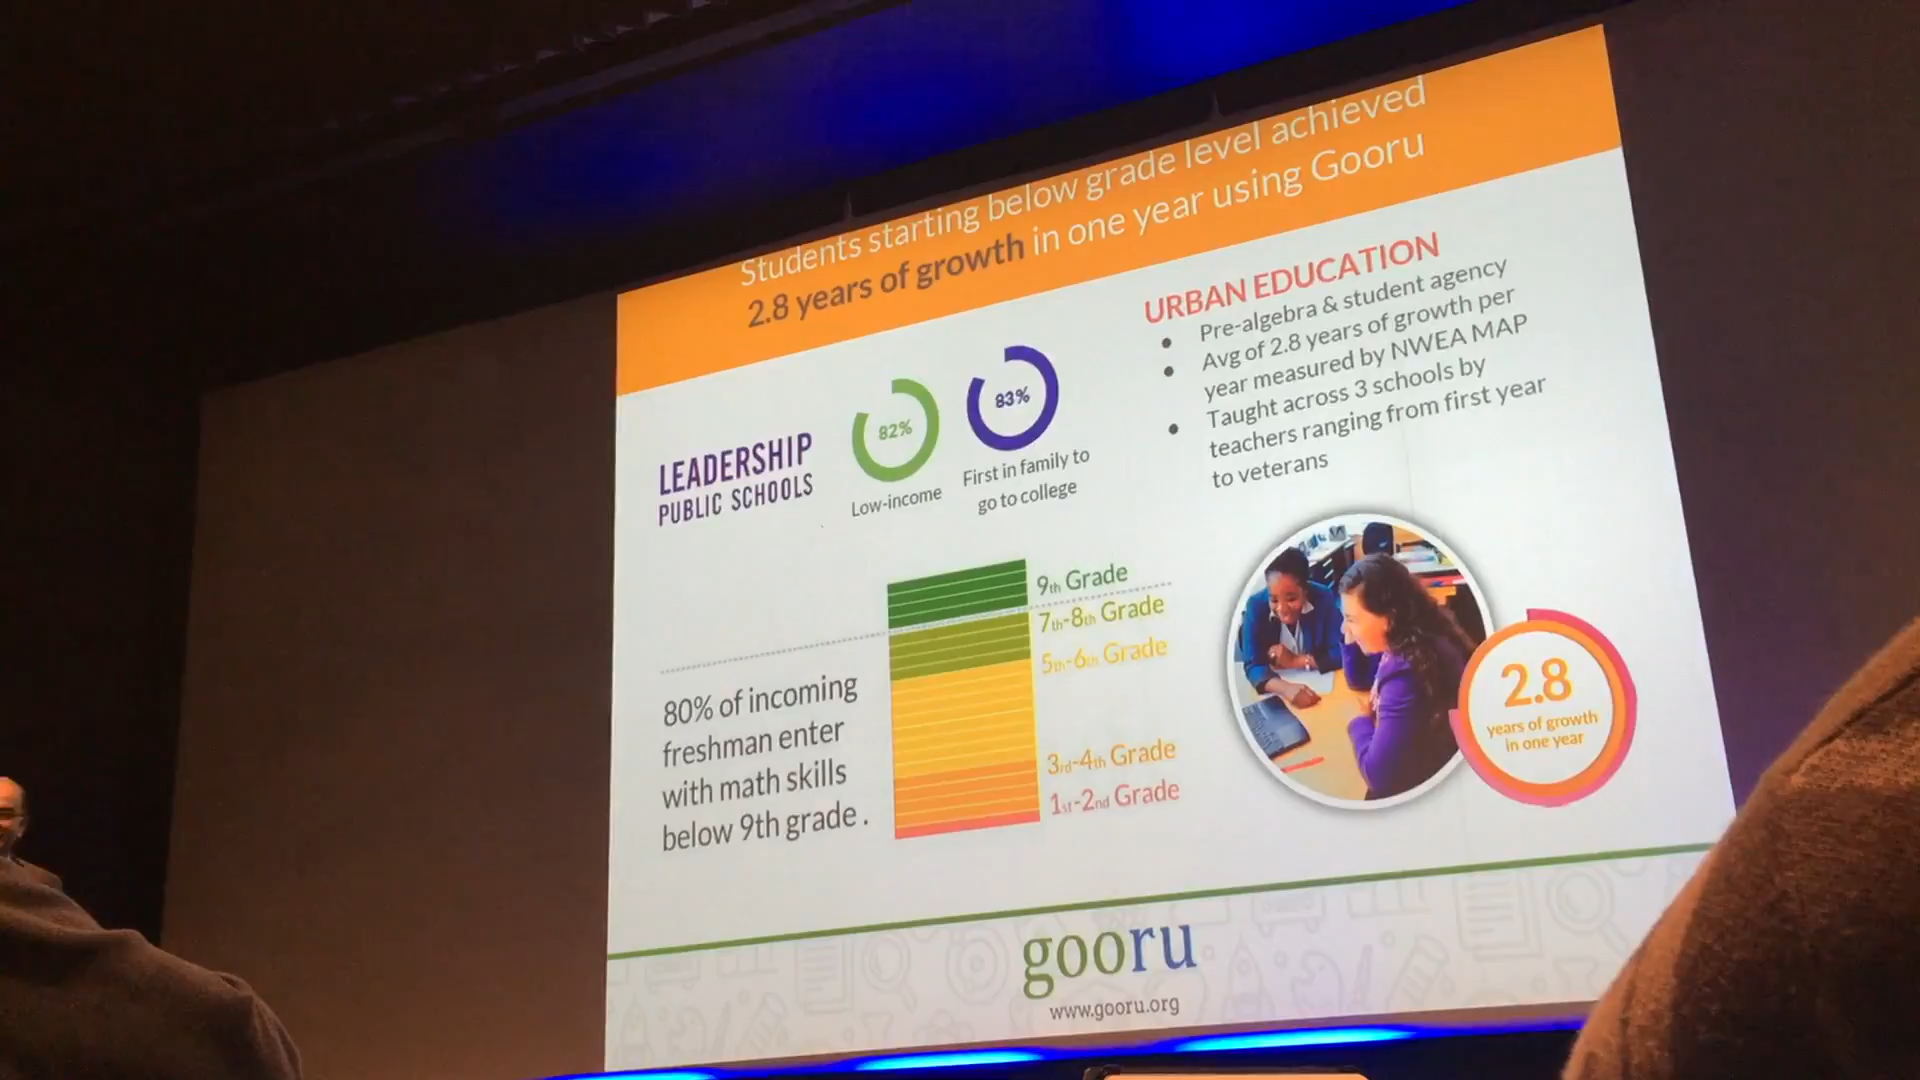 Students starting below grade level achieved
2.8 years of growth in one year using Gooru
LEADERSHIP
PUBLIC SCHOOLS
82%
Low-income
83%
First in family to
go to college
URBAN EDUCATION
• Pre-algebra & student agency
• Avg of 2.8 years of growth per
year measured by NWEA MAP
• Taught across 3 schools by
teachers ranging from first year
to veterans
80% of incoming
freshman enter
with math skills
below 9th grade .
9th Grade
7th-8th Grade
5th-6th Grade
3rd-4th Grade
1st-2nd Grade
2.8
years of growth
in one year
gooru
www.gooru.org